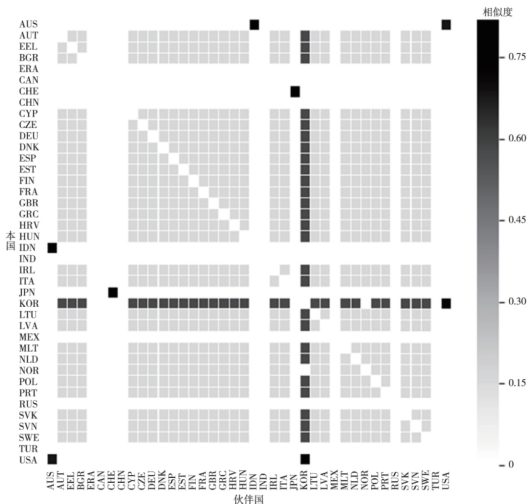 相似度
AUS
AUT
EEL
BGR
ERA
CAN
CHE
CHN
CYP
CZE
DEU
DNK
ESP
EST
FIN
FRA
GBR
GRC
HRV
HUN
IDN
IND
IRL
ITA
JPN
KOR
LTU
LVA
MEX
MLT
NLD
NOR
POL
PRT
RUS
SVK
SVN
SWE
TUR
USA
本国
0.75
0.60
0.45
0.30
0.15
0
AUS AUT EEL BGR ERA CAN CHE CHN CYP CZE DEU DNK ESP EST FIN FRA GBR GRC HRV HUN IDN IND IRL ITA JPN KOR LTU LVA MEX MLT NLD NOR POL PRT RUS SVK SVN SWE TUR USA
伙伴国